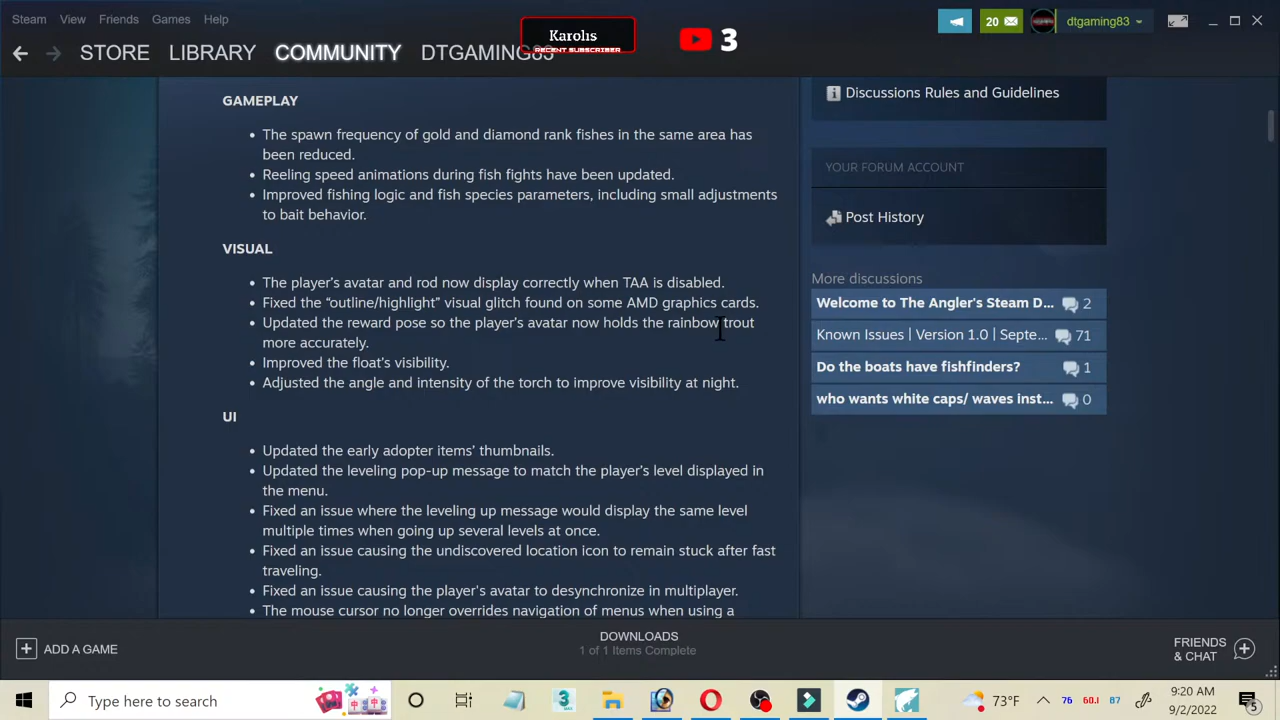 Steam View Friends Games Help
Karolıs
RECENT SUBSCRIBER
3
20
dtgaming83
STORE LIBRARY COMMUNITY DTGAMING83
GAMEPLAY
• The spawn frequency of gold and diamond rank fishes in the same area has
been reduced.
• Reeling speed animations during fish fights have been updated.
• Improved fishing logic and fish species parameters, including small adjustments
to bait behavior.
VISUAL
• The player's avatar and rod now display correctly when TAA is disabled.
• Fixed the “outline/highlight” visual glitch found on some AMD graphics cards.
• Updated the reward pose so the player's avatar now holds the rainbow trout
more accurately.
• Improved the float's visibility.
• Adjusted the angle and intensity of the torch to improve visibility at night.
UI
• Updated the early adopter items' thumbnails.
• Updated the leveling pop-up message to match the player's level displayed in
the menu.
• Fixed an issue where the leveling up message would display the same level
multiple times when going up several levels at once.
• Fixed an issue causing the undiscovered location icon to remain stuck after fast
traveling.
• Fixed an issue causing the player's avatar to desynchronize in multiplayer.
• The mouse cursor no longer overrides navigation of menus when using a
Discussions Rules and Guidelines
YOUR FORUM ACCOUNT
Post History
More discussions
Welcome to The Angler's Steam D... 2
Known Issues | Version 1.0 | Septe... 71
Do the boats have fishfinders? 1
who wants white caps/ waves inst... 0
ADD A GAME
DOWNLOADS
1 of 1 Items Complete
FRIENDS
& CHAT
Type here to search
73°F
76 60.1 87
9:20 AM
9/2/2022
5